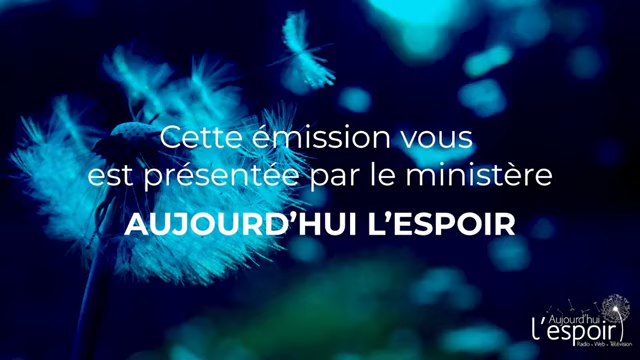 Cette émission vous
est présentée par le ministère
AUJOURD'HUI L'ESPOIR
Aujourd'hui
l'espoir
Radio • Web • Télévision